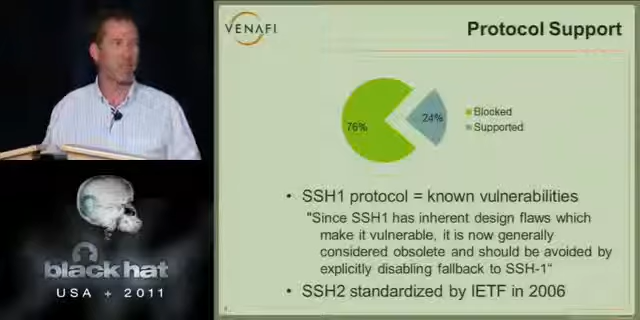 VENAFI
Protocol Support
76%
24%
Blocked
Supported
• SSH1 protocol = known vulnerabilities
"Since SSH1 has inherent design flaws which
make it vulnerable, it is now generally
considered obsolete and should be avoided by
explicitly disabling fallback to SSH-1"
• SSH2 standardized by IETF in 2006
black hat
USA + 2011